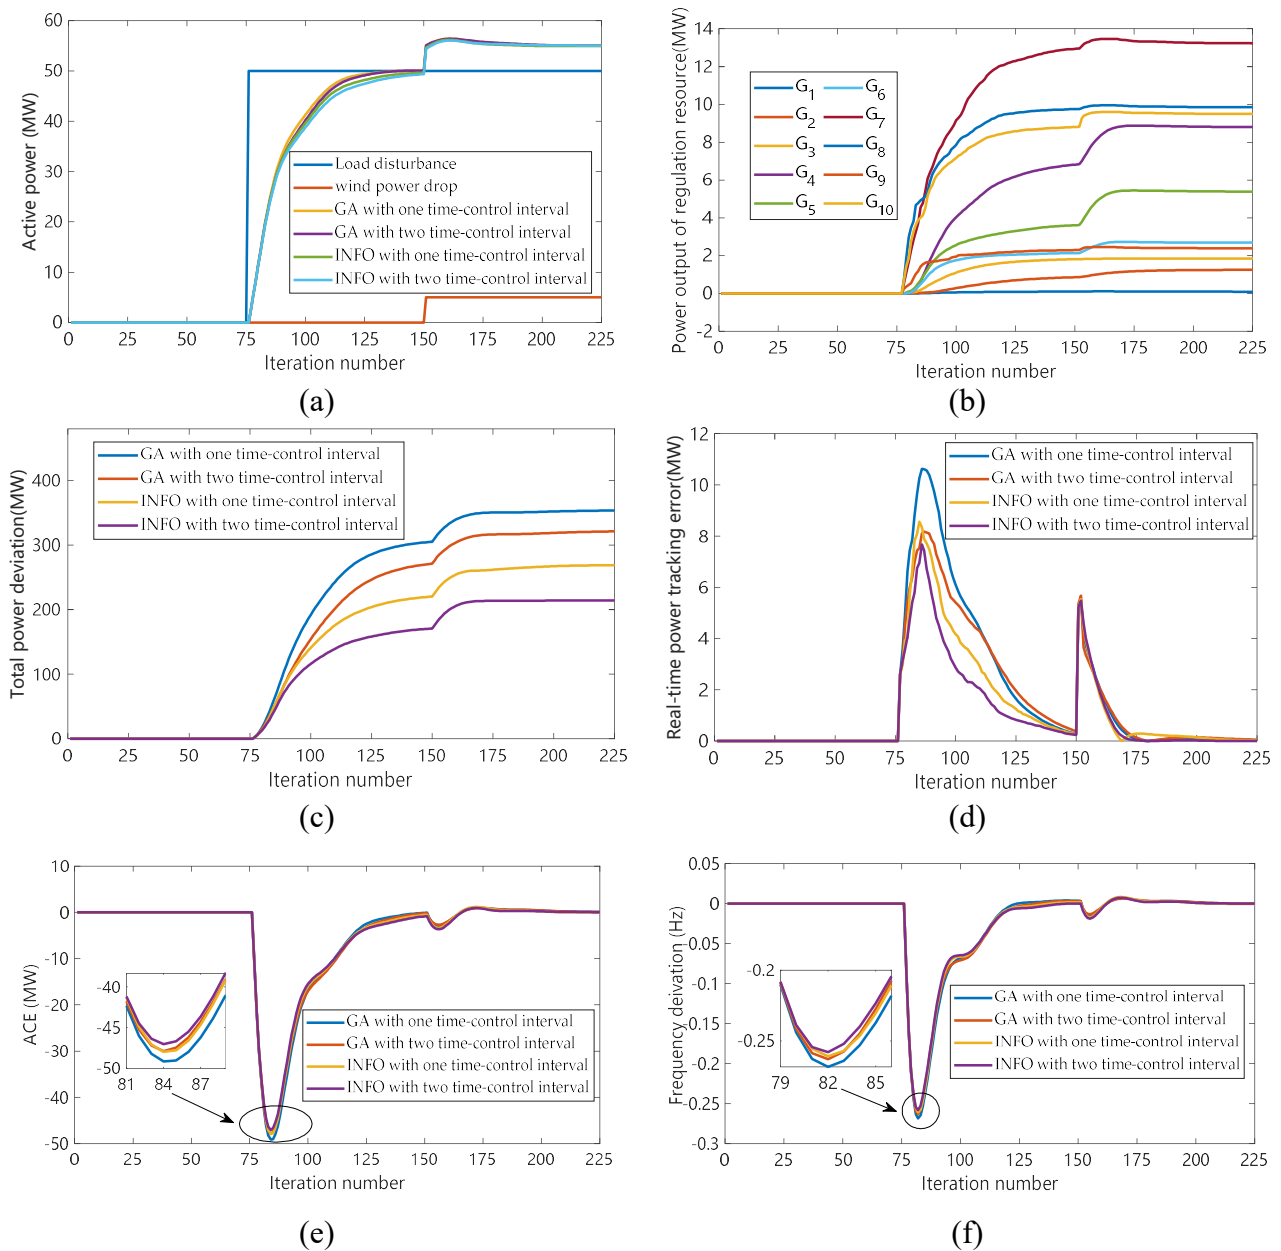 Active power (MW)
60
50
40
30
20
10
0
Load disturbance
wind power drop
GA with one time-control interval
GA with two time-control interval
INFO with one time-control interval
INFO with two time-control interval
0 25 50 75 100 125 150 175 200 225
Iteration number
(a)
Power output of regulation resource(MW)
14
12
10
8
6
4
2
0
-2
G1 G6
G2 G7
G3 G8
G4 G9
G5 G10
0 25 50 75 100 125 150 175 200 225
Iteration number
(b)
Total power deviation(MW)
400
300
200
100
0
GA with one time-control interval
GA with two time-control interval
INFO with one time-control interval
INFO with two time-control interval
0 25 50 75 100 125 150 175 200 225
Iteration number
(c)
Real-time power tracking error(MW)
12
10
8
6
4
2
0
GA with one time-control interval
GA with two time-control interval
INFO with one time-control interval
INFO with two time-control interval
0 25 50 75 100 125 150 175 200 225
Iteration number
(d)
ACE (MW)
10
0
-10
-20
-30
-40
-50
-40
-45
-50
81 84 87
GA with one time-control interval
GA with two time-control interval
INFO with one time-control interval
INFO with two time-control interval
0 25 50 75 100 125 150 175 200 225
Iteration number
(e)
Frequency deivation (Hz)
0.05
0
-0.05
-0.1
-0.15
-0.2
-0.25
-0.3
-0.2
-0.25
79 82 85
GA with one time-control interval
GA with two time-control interval
INFO with one time-control interval
INFO with two time-control interval
0 25 50 75 100 125 150 175 200 225
Iteration number
(f)